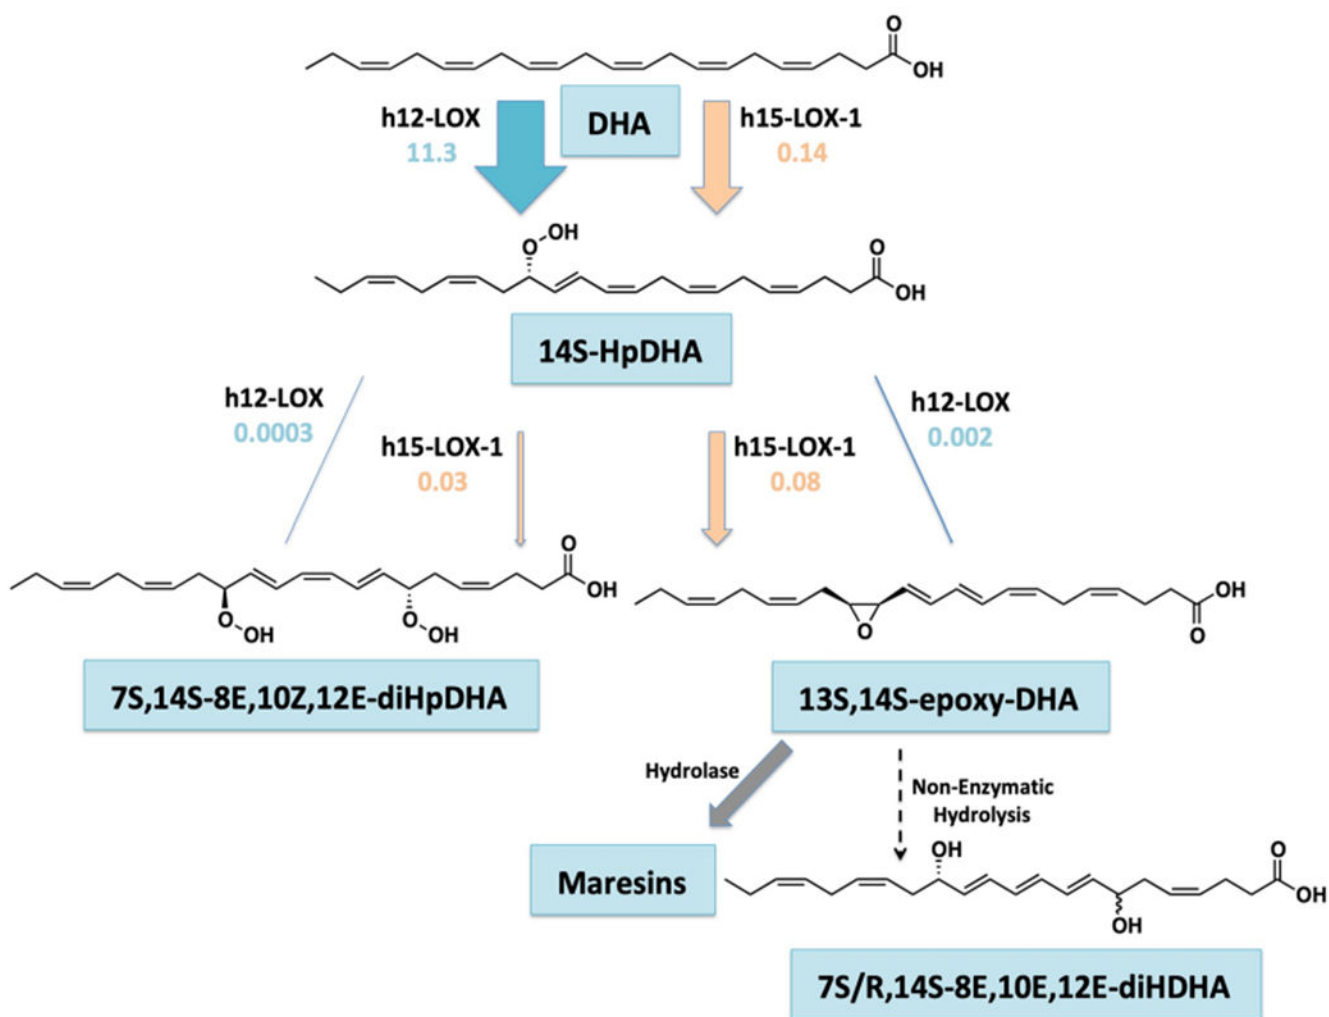 O
OH
h12-LOX
11.3
DHA
h15-LOX-1
0.14
O
OH
O
OH
14S-HpDHA
h12-LOX
0.0003
h15-LOX-1
0.03
h15-LOX-1
0.08
h12-LOX
0.002
O
OH
O
OH
O
OH
7S,14S-8E,10Z,12E-diHpDHA
O
OH
O
13S,14S-epoxy-DHA
Hydrolase
Non-Enzymatic
Hydrolysis
Maresins
OH
O
OH
OH
7S/R,14S-8E,10E,12E-diHDHA